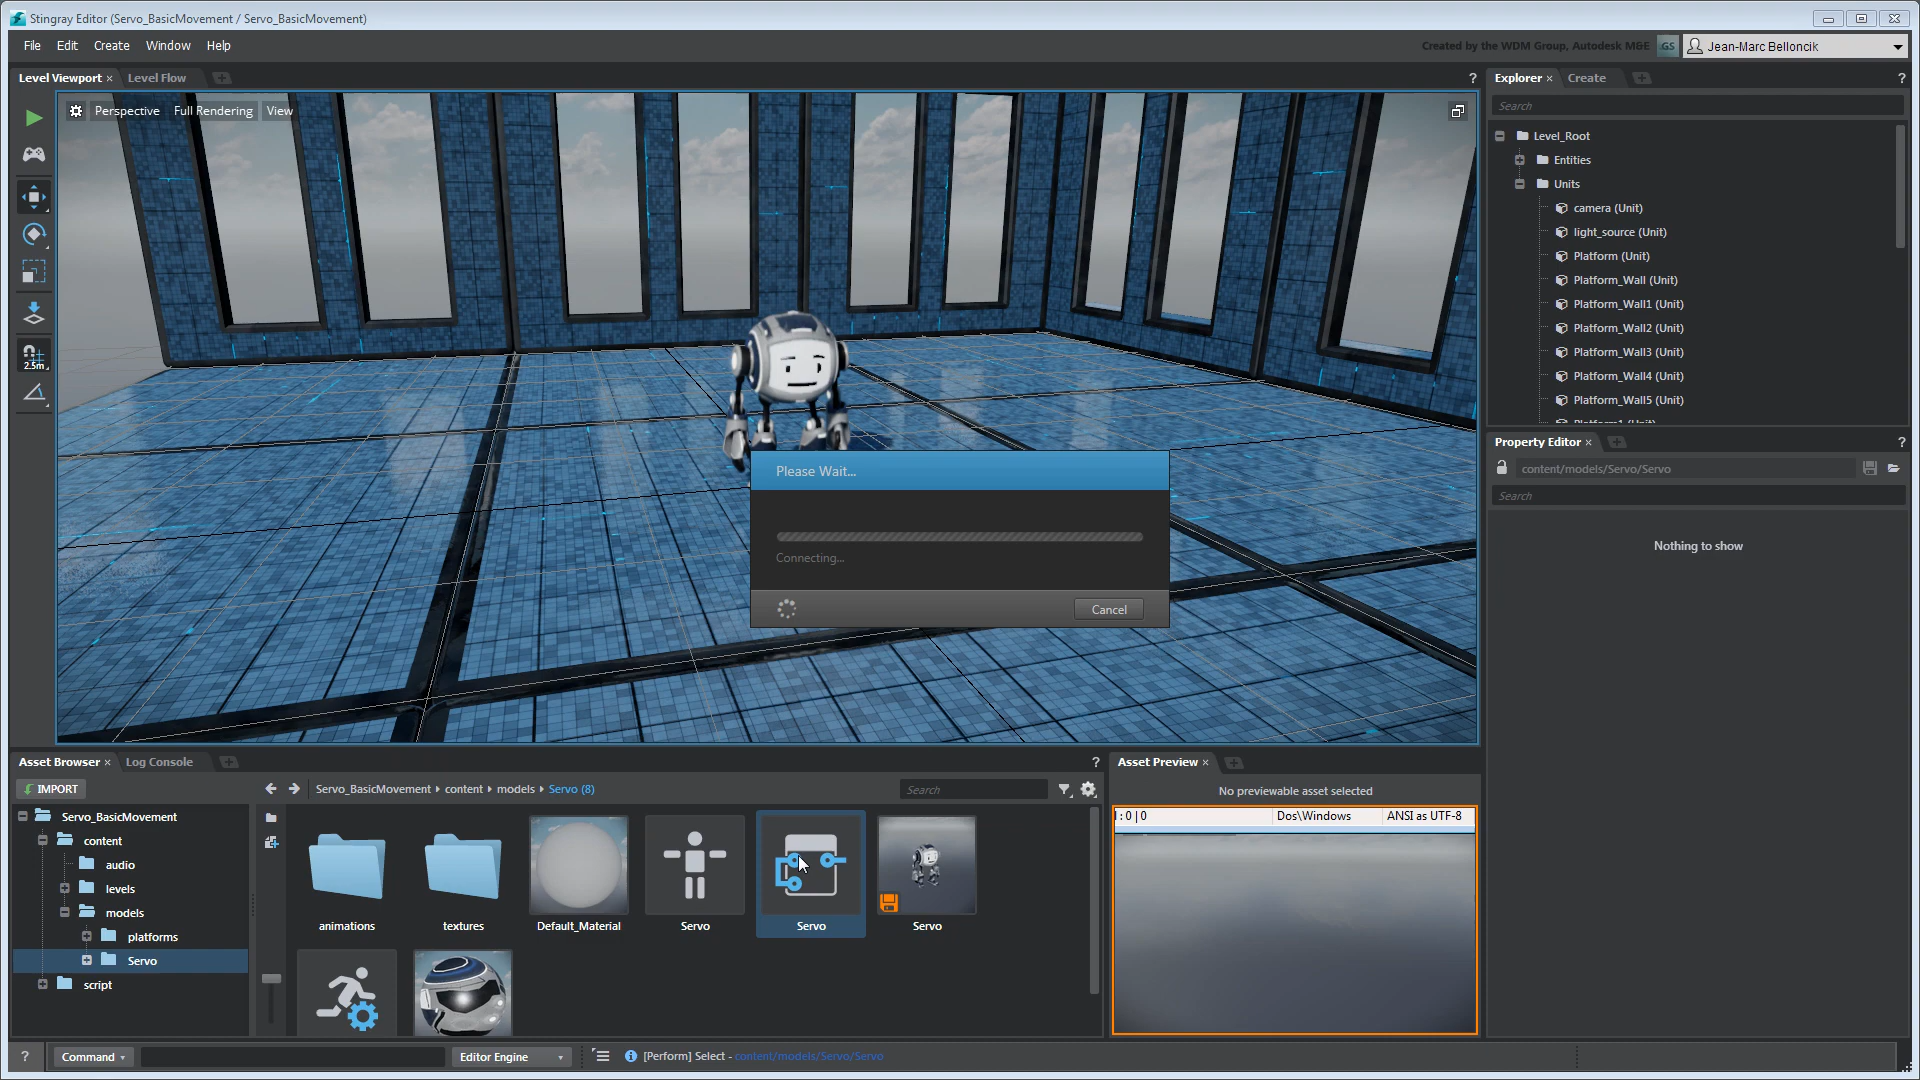 Stingray Editor (Servo_BasicMovement / Servo_BasicMovement)
File Edit Create Window Help
Created by the WDM Group, Autodesk M&E GS Jean-Marc Belloncik
Level Viewport × Level Flow ?
Explorer × Create ?
Perspective Full Rendering View
Search
Level_Root
Entities
Units
camera (Unit)
light_source (Unit)
Platform (Unit)
Platform_Wall (Unit)
Platform_Wall1 (Unit)
Platform_Wall2 (Unit)
Platform_Wall3 (Unit)
Platform_Wall4 (Unit)
Platform_Wall5 (Unit)
Platform1 (Unit)
2.5m
Property Editor × ?
content/models/Servo/Servo
Search
Nothing to show
Please Wait...
Connecting...
Cancel
Asset Browser × Log Console ?
IMPORT
Servo_BasicMovement content models Servo (8)
Search
Servo_BasicMovement
content
audio
levels
models
platforms
Servo
script
animations
textures
Default_Material
Servo
Servo
Servo
Asset Preview ×
No previewable asset selected
: 0 | 0 Dos\Windows ANSI as UTF-8
? Command Editor Engine [Perform] Select - content/models/Servo/Servo